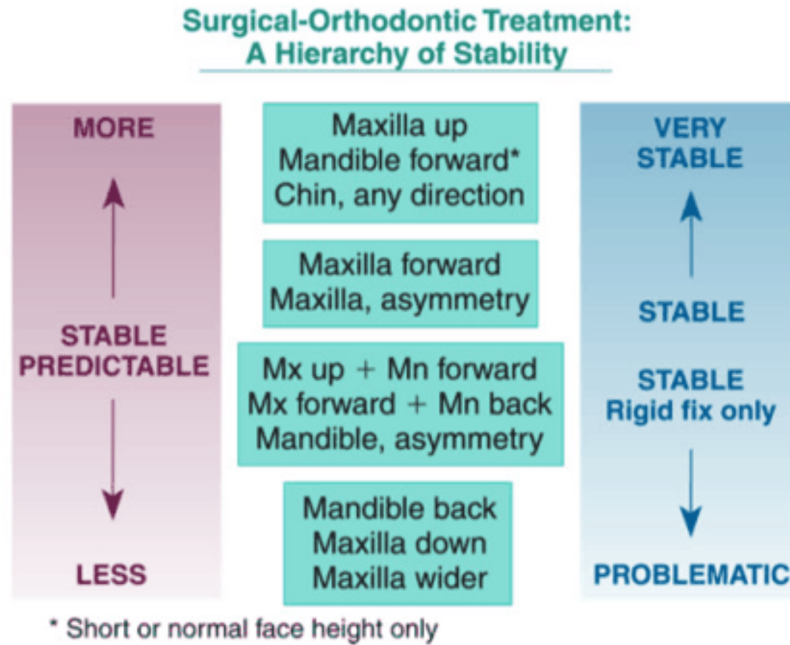 Surgical-Orthodontic Treatment:
A Hierarchy of Stability
MORE
STABLE
PREDICTABLE
LESS
Maxilla up
Mandible forward*
Chin, any direction
Maxilla forward
Maxilla, asymmetry
Mx up + Mn forward
Mx forward + Mn back
Mandible, asymmetry
Mandible back
Maxilla down
Maxilla wider
VERY
STABLE
STABLE
STABLE
Rigid fix only
PROBLEMATIC
* Short or normal face height only